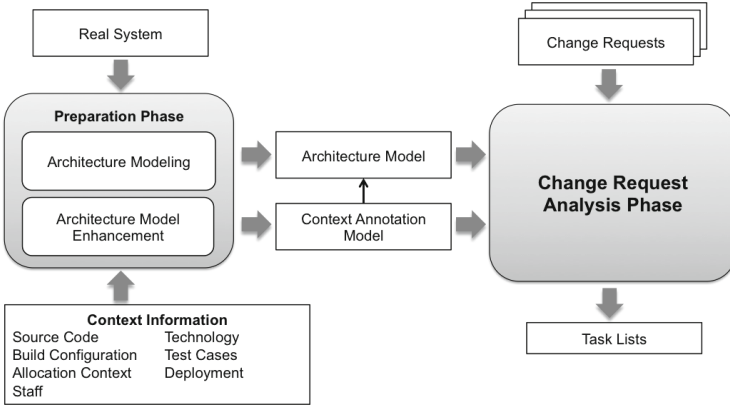 Real System
Change Requests
Preparation Phase
Architecture Modeling
Architecture Model
Enhancement
Architecture Model
Context Annotation
Model
Change Request
Analysis Phase
Context Information
Source Code
Technology
Build Configuration
Test Cases
Allocation Context
Deployment
Staff
Task Lists